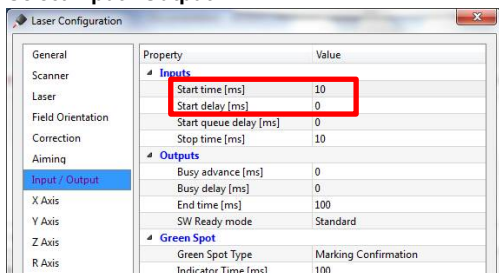 Laser Configuration
General
Scanner
Laser
Field Orientation
Correction
Aiming
Input / Output
X Axis
Y Axis
Z Axis
R Axis
Property Value
Inputs
Start time [ms] 10
Start delay [ms] 0
Start queue delay [ms] 0
Stop time [ms] 10
Outputs
Busy advance [ms] 0
Busy delay [ms] 0
End time [ms] 100
SW Ready mode Standard
Green Spot
Green Spot Type Marking Confirmation
Indicator Time [ms] 100